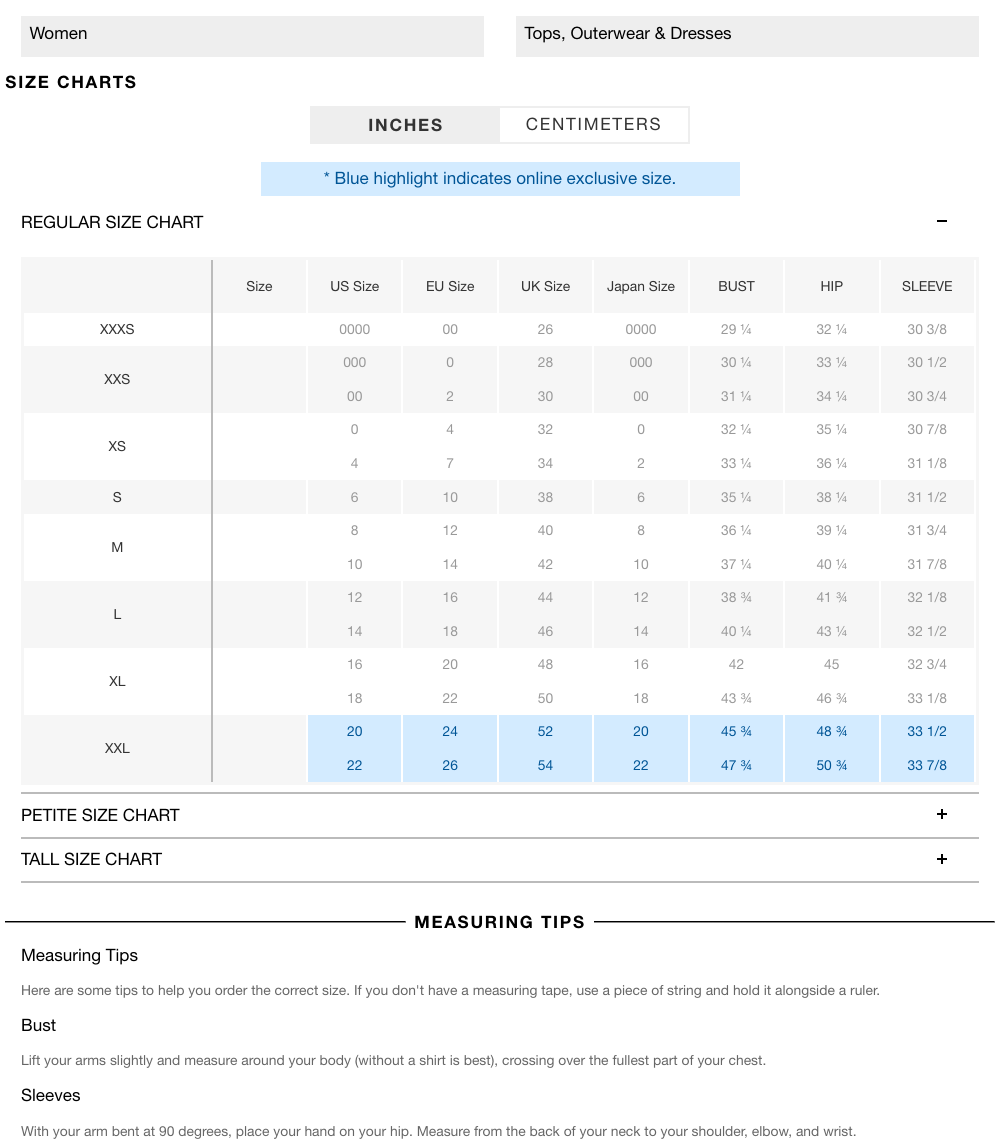 Women Tops, Outerwear & Dresses
SIZE CHARTS
INCHES CENTIMETERS
* Blue highlight indicates online exclusive size.
REGULAR SIZE CHART −
Size US Size EU Size UK Size Japan Size BUST HIP SLEEVE
XXXS 0000 00 26 0000 29 ¼ 32 ¼ 30 3/8
XXS
000 0 28 000 30 ¼ 33 ¼ 30 1/2
00 2 30 00 31 ¼ 34 ¼ 30 3/4
XS
0 4 32 0 32 ¼ 35 ¼ 30 7/8
4 7 34 2 33 ¼ 36 ¼ 31 1/8
S 6 10 38 6 35 ¼ 38 ¼ 31 1/2
M
8 12 40 8 36 ¼ 39 ¼ 31 3/4
10 14 42 10 37 ¼ 40 ¼ 31 7/8
L
12 16 44 12 38 ¾ 41 ¾ 32 1/8
14 18 46 14 40 ¼ 43 ¼ 32 1/2
XL
16 20 48 16 42 45 32 3/4
18 22 50 18 43 ¾ 46 ¾ 33 1/8
XXL
20 24 52 20 45 ¾ 48 ¾ 33 1/2
22 26 54 22 47 ¾ 50 ¾ 33 7/8
PETITE SIZE CHART +
TALL SIZE CHART +
MEASURING TIPS
Measuring Tips
Here are some tips to help you order the correct size. If you don't have a measuring tape, use a piece of string and hold it alongside a ruler.
Bust
Lift your arms slightly and measure around your body (without a shirt is best), crossing over the fullest part of your chest.
Sleeves
With your arm bent at 90 degrees, place your hand on your hip. Measure from the back of your neck to your shoulder, elbow, and wrist.